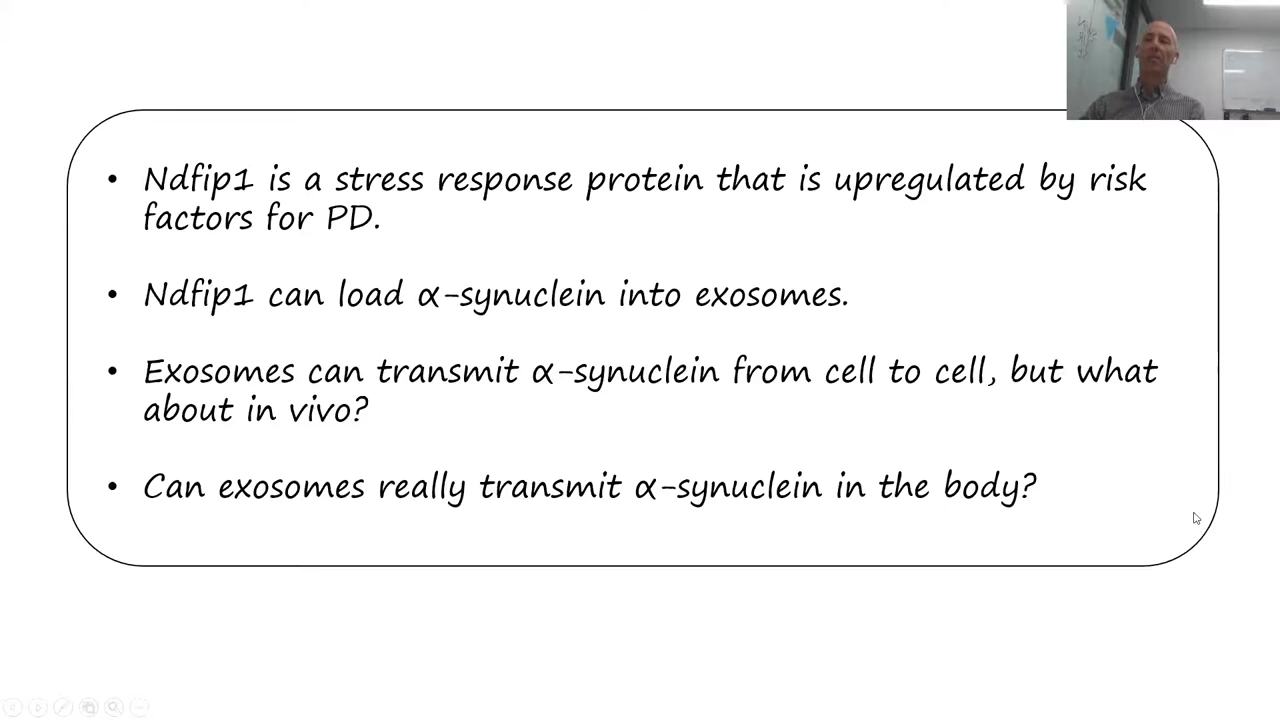 • Ndfip1 is a stress response protein that is upregulated by risk
factors for PD.
• Ndfip1 can load α-synuclein into exosomes.
• Exosomes can transmit α-synuclein from cell to cell, but what
about in vivo?
• Can exosomes really transmit α-synuclein in the body?